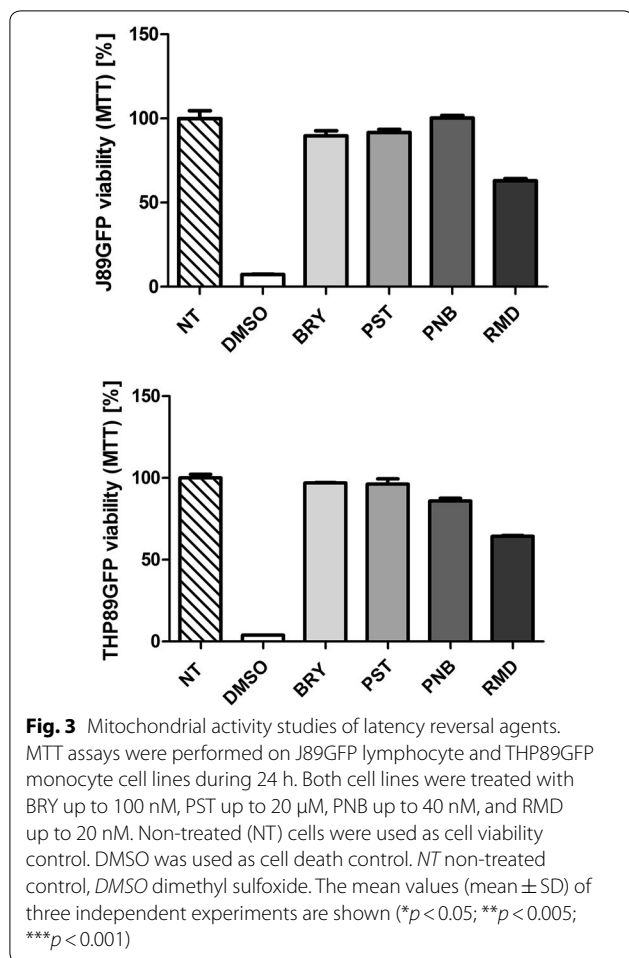 150
100
50
0
J89GFP viability (MTT) [%]
NT
DMSO
BRY
PST
PNB
RMD
150
100
50
0
THP89GFP viability (MTT) [%]
NT
DMSO
BRY
PST
PNB
RMD
Fig. 3 Mitochondrial activity studies of latency reversal agents.
MTT assays were performed on J89GFP lymphocyte and THP89GFP
monocyte cell lines during 24 h. Both cell lines were treated with
BRY up to 100 nM, PST up to 20 µM, PNB up to 40 nM, and RMD
up to 20 nM. Non-treated (NT) cells were used as cell viability
control. DMSO was used as cell death control. NT non-treated
control, DMSO dimethyl sulfoxide. The mean values (mean ± SD) of
three independent experiments are shown (*p < 0.05; **p < 0.005;
***p < 0.001)